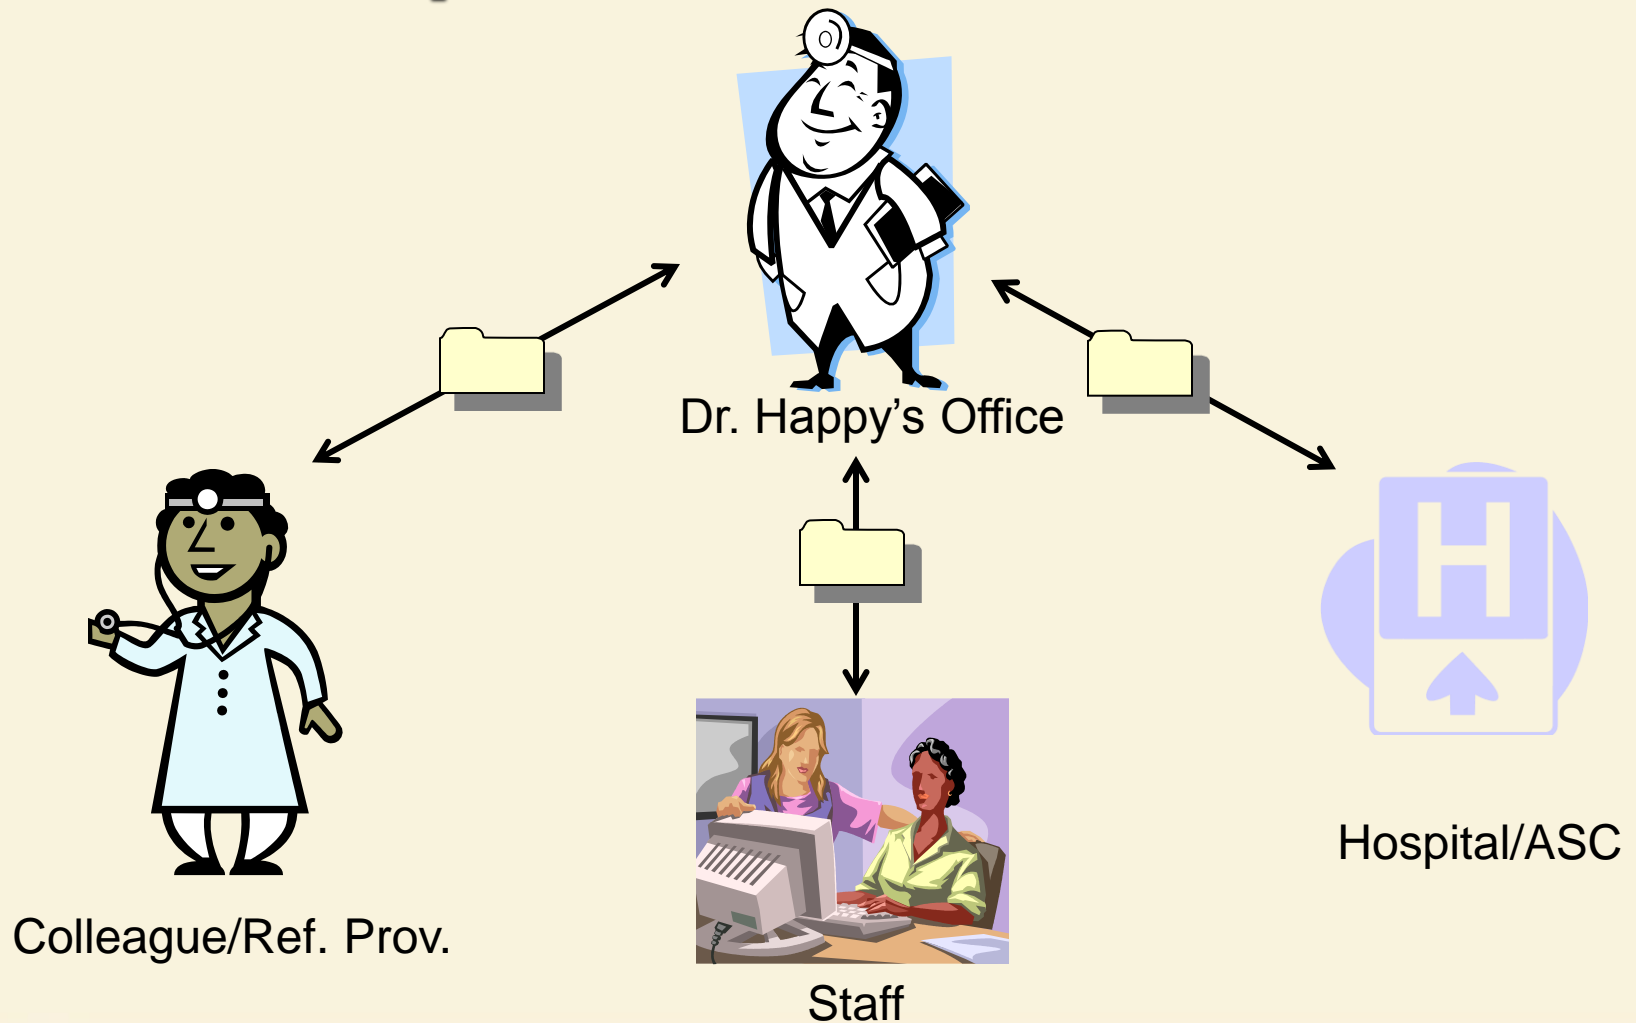 Dr. Happy’s Office
H
Hospital/ASC
Colleague/Ref. Prov.
Staff